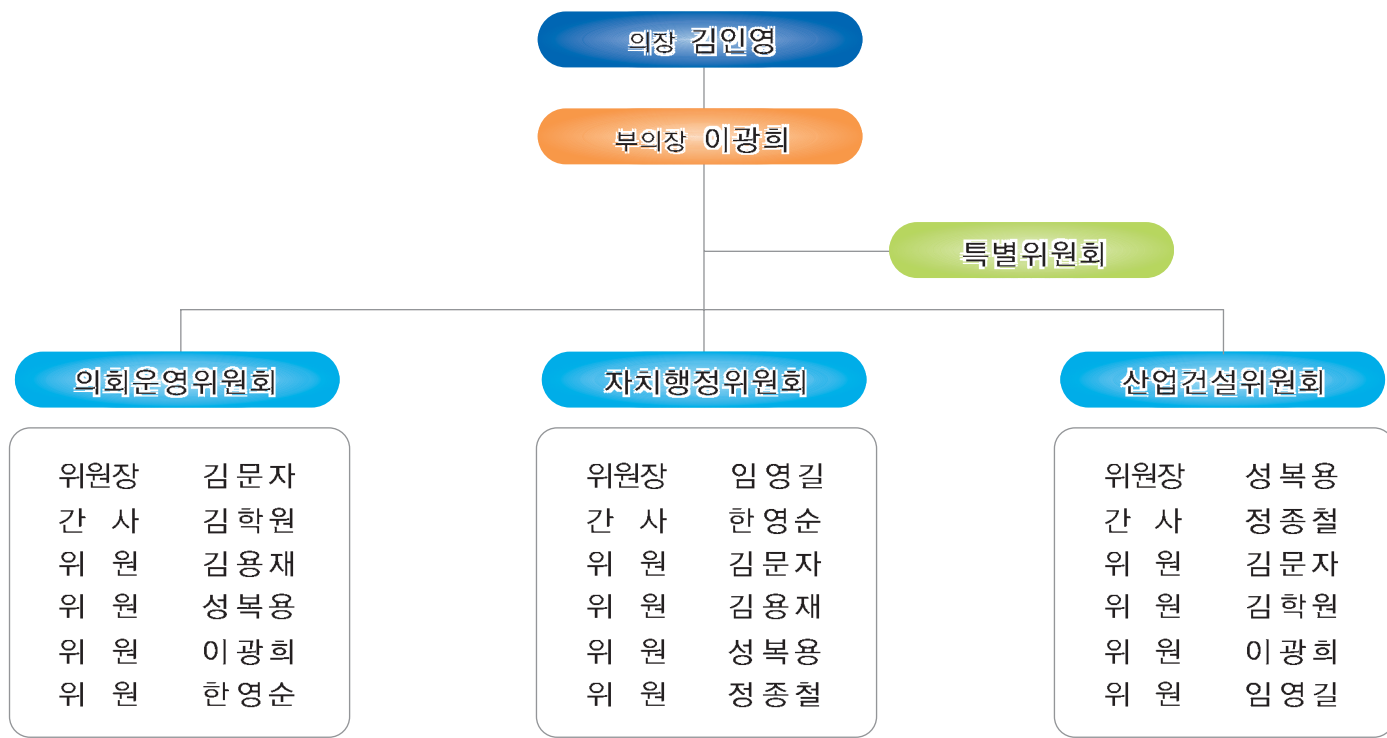 의장 김인영
부의장 이광희
특별위원회
의회운영위원회
위원장 김문자
간 사 김학원
위 원 김용재
위 원 성복용
위 원 이광희
위 원 한영순
자치행정위원회
위원장 임영길
간 사 한영순
위 원 김문자
위 원 김용재
위 원 성복용
위 원 정종철
산업건설위원회
위원장 성복용
간 사 정종철
위 원 김문자
위 원 김학원
위 원 이광희
위 원 임영길